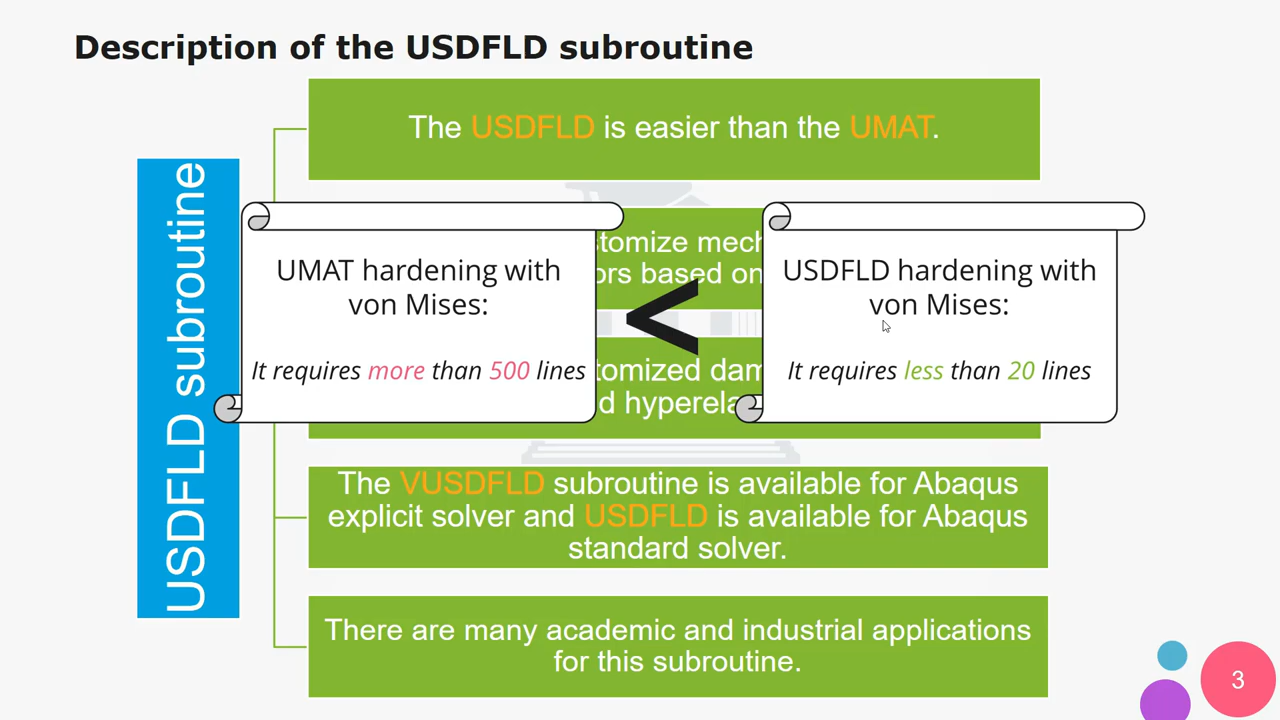 Description of the USDFLD subroutine
USDFLD subroutine
The USDFLD is easier than the UMAT.
UMAT hardening with
von Mises:
It requires more than 500 lines
<
USDFLD hardening with
von Mises:
It requires less than 20 lines
based on
The VUSDFLD subroutine is available for Abaqus
explicit solver and USDFLD is available for Abaqus
standard solver.
There are many academic and industrial applications
for this subroutine.
3